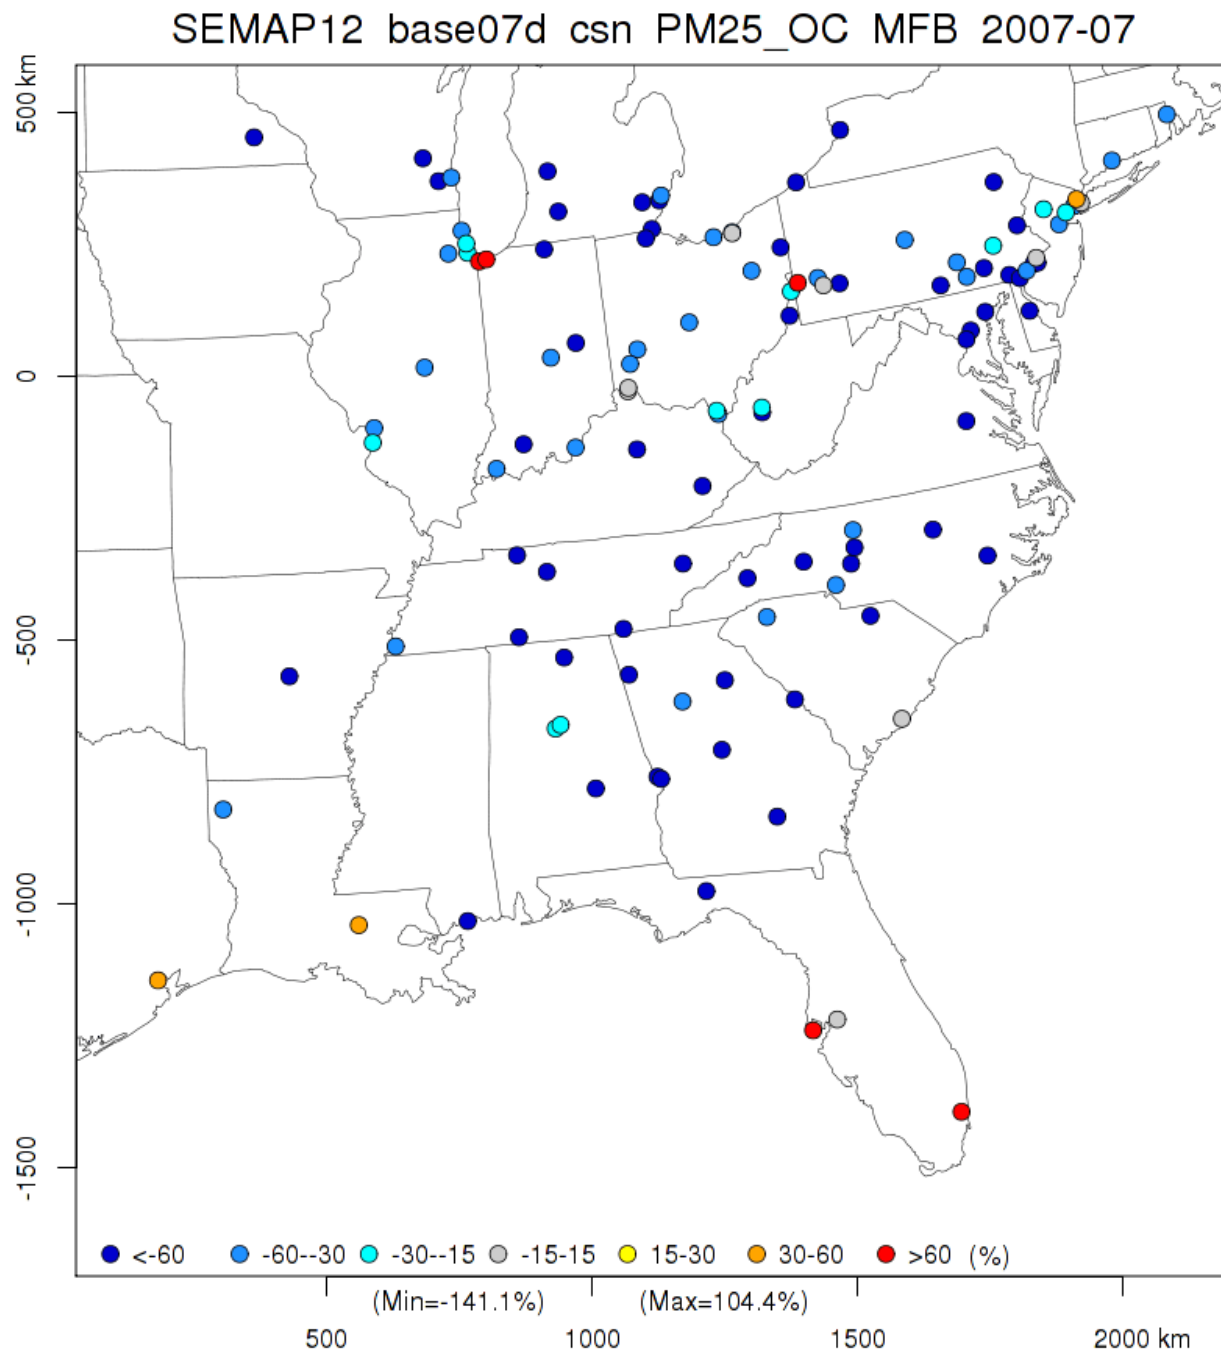 SEMAP12 base07d csn PM25_OC MFB 2007-07
500 km
0
-500
-1000
-1500
<-60 -60--30 -30--15 -15-15 15-30 30-60 >60 (%)
(Min=-141.1%) (Max=104.4%)
500 1000 1500 2000 km